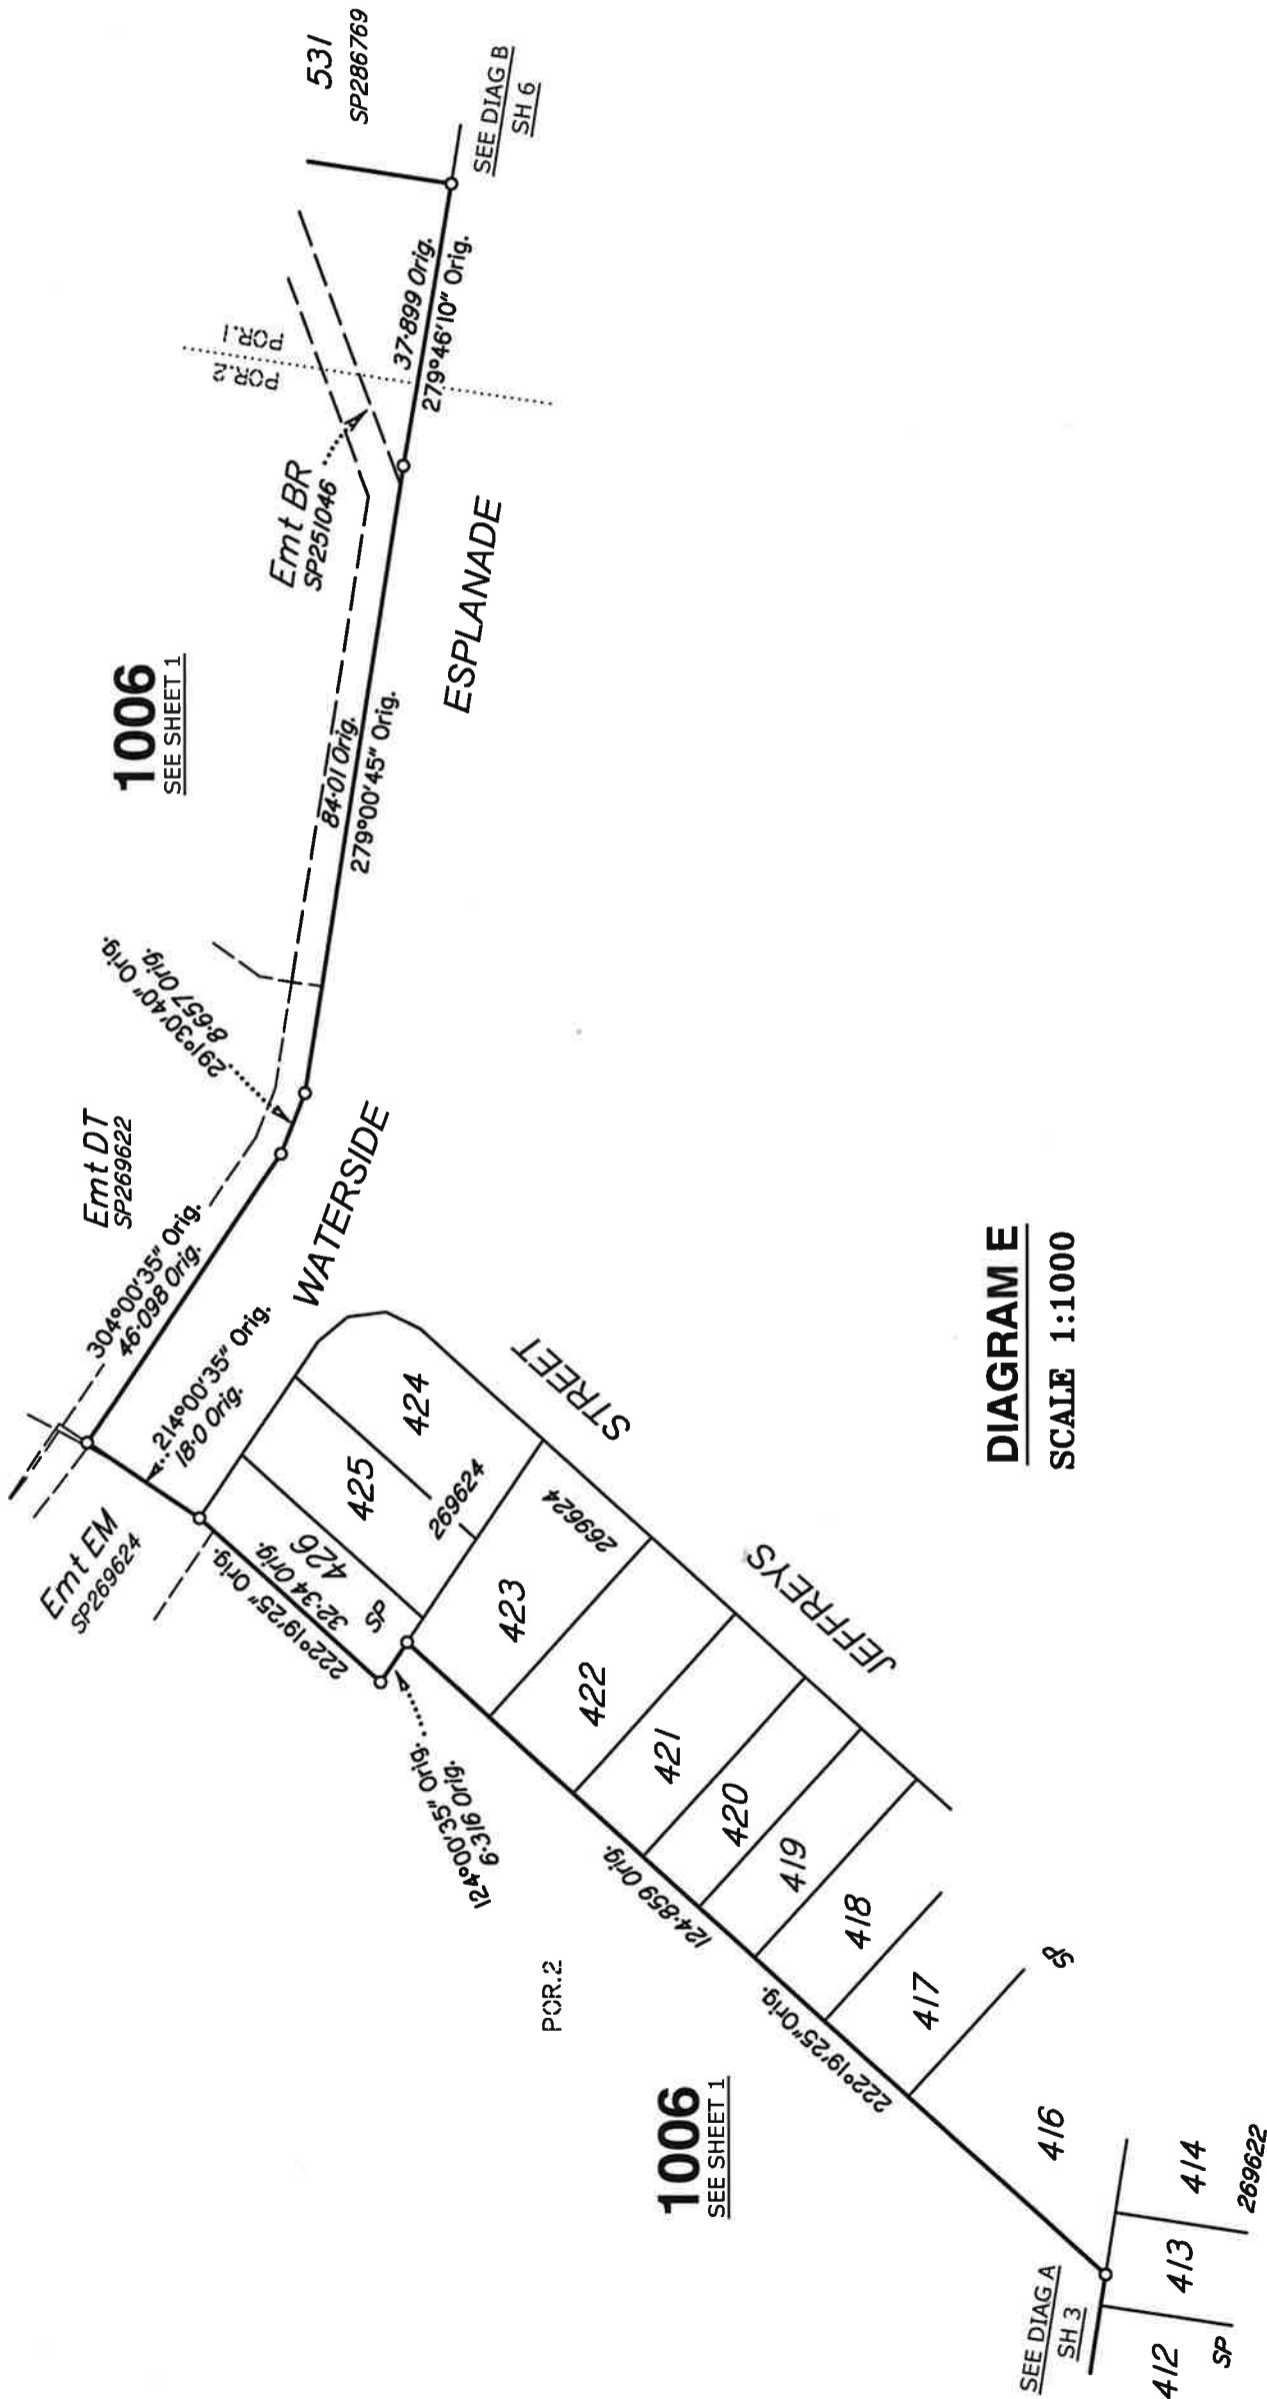 531
SP286769
SEE DIAG B
SH 6
37·899 Orig.
279°46'10" Orig.
POR.1
POR.2
Emt BR
SP251046
ESPLANADE
1006
SEE SHEET 1
84·01 Orig.
279°00'45" Orig.
291°30'40" Orig.
8·657 Orig.
Emt DT
SP269622
WATERSIDE
304°00'35" Orig.
46·098 Orig.
214°00'35" Orig.
18·0 Orig.
Emt EM
SP269624
222°19'25" Orig.
32·34 Orig.
426
SP
425
424
269624
STREET
269624
423
JEFFREYS
422
421
420
419
418
417
SP
416
124°00'35" Orig.
6·316 Orig.
124·859 Orig.
222°19'25" Orig.
POR.2
1006
SEE SHEET 1
SEE DIAG A
SH 3
412
413
414
SP
269622
DIAGRAM E
SCALE 1:1000